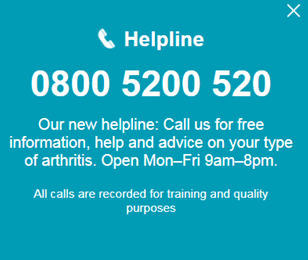 Helpline
0800 5200 520
Our new helpline: Call us for free
information, help and advice on your type
of arthritis. Open Mon–Fri 9am–8pm.
All calls are recorded for training and quality
purposes